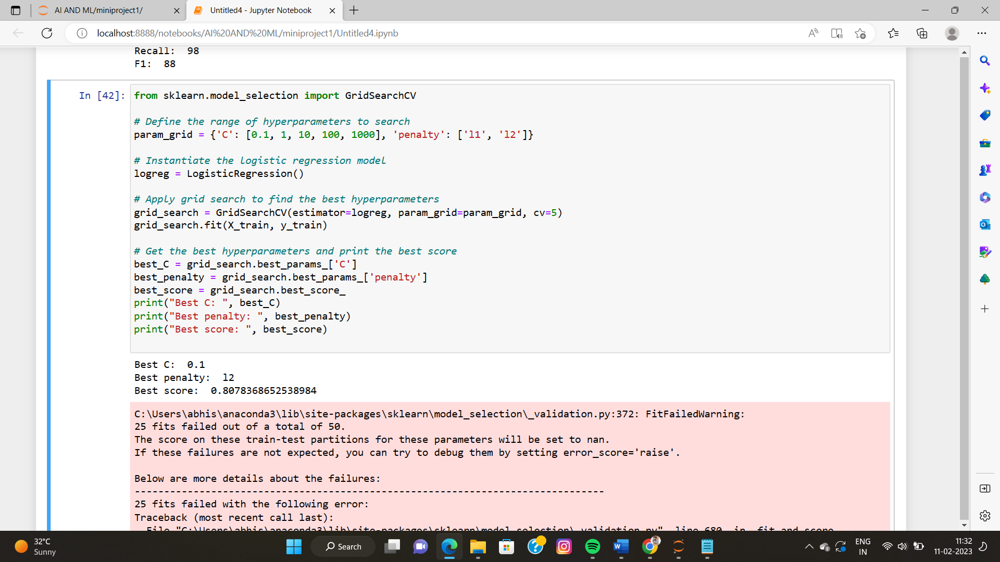 AI AND ML/miniproject1/
Untitled4 - Jupyter Notebook
localhost:8888/notebooks/AI%20AND%20ML/miniproject1/Untitled4.ipynb
Recall:  98
F1:  88
In [42]:
from sklearn.model_selection import GridSearchCV
# Define the range of hyperparameters to search
param_grid = {'C': [0.1, 1, 10, 100, 1000], 'penalty': ['l1', 'l2']}
# Instantiate the logistic regression model
logreg = LogisticRegression()
# Apply grid search to find the best hyperparameters
grid_search = GridSearchCV(estimator=logreg, param_grid=param_grid, cv=5)
grid_search.fit(X_train, y_train)
# Get the best hyperparameters and print the best score
best_C = grid_search.best_params_['C']
best_penalty = grid_search.best_params_['penalty']
best_score = grid_search.best_score_
print("Best C: ", best_C)
print("Best penalty: ", best_penalty)
print("Best score: ", best_score)
Best C:  0.1
Best penalty:  l2
Best score:  0.8078368652538984
C:\Users\abhis\anaconda3\lib\site-packages\sklearn\model_selection\_validation.py:372: FitFailedWarning:
25 fits failed out of a total of 50.
The score on these train-test partitions for these parameters will be set to nan.
If these failures are not expected, you can try to debug them by setting error_score='raise'.
Below are more details about the failures:
--------------------------------------------------------------------------------
25 fits failed with the following error:
Traceback (most recent call last):
  File "C:\Users\abhis\anaconda3\lib\site-packages\sklearn\model_selection\_validation.py", line 680, in _fit_and_score
32°C
Sunny
Search
ENG
IN
11:32
11-02-2023